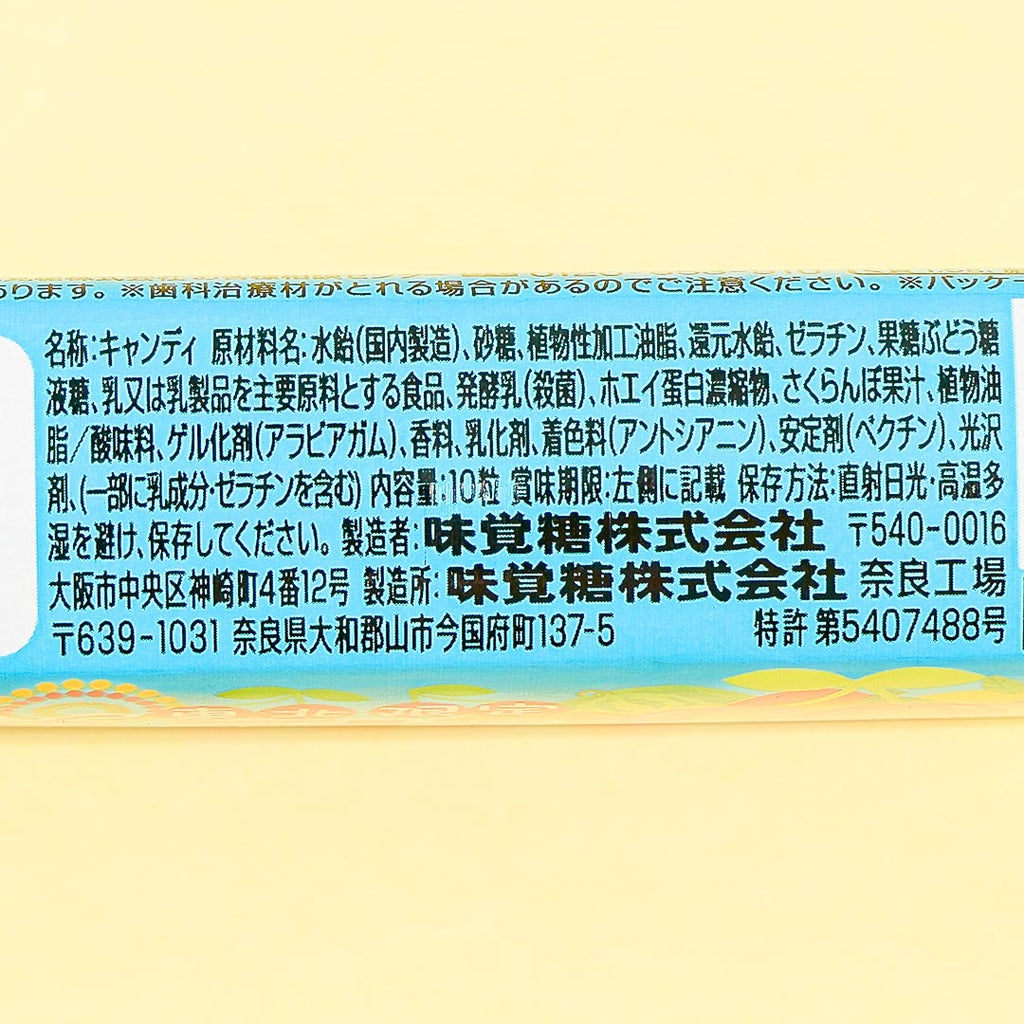 あります。※歯科治療材がとれる場合があるのでご注意ください。※パッケー
名称:キャンディ 原材料名:水飴(国内製造)、砂糖、植物性加工油脂、還元水飴、ゼラチン、果糖ぶどう糖
液糖、乳又は乳製品を主要原料とする食品、発酵乳(殺菌)、ホエイ蛋白濃縮物、さくらんぼ果汁、植物油
脂/酸味料、ゲル化剤(アラビアガム)、香料、乳化剤、着色料(アントシアニン)、安定剤(ペクチン)、光沢
剤、(一部に乳成分・ゼラチンを含む) 内容量:10粒 賞味期限:左側に記載 保存方法:直射日光・高温多
湿を避け、保存してください。 製造者:味覚糖株式会社 〒540-0016
大阪市中央区神崎町4番12号 製造所:味覚糖株式会社 奈良工場
〒639-1031 奈良県大和郡山市今国府町137-5 特許 第5407488号